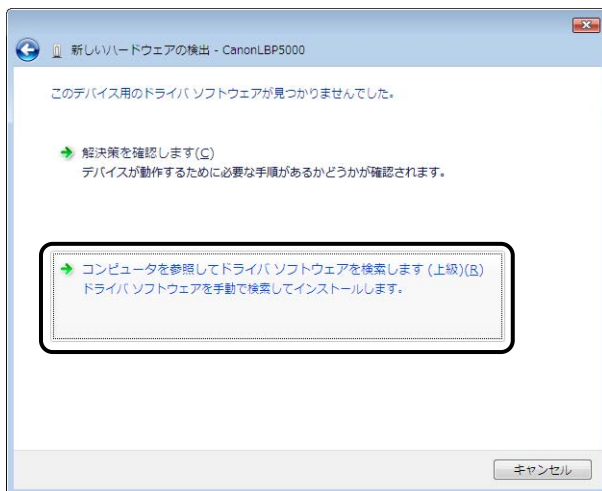 新しいハードウェアの検出 - CanonLBP5000
このデバイス用のドライバ ソフトウェアが見つかりませんでした。
解決策を確認します(C)
デバイスが動作するために必要な手順があるかどうかが確認されます。
コンピュータを参照してドライバ ソフトウェアを検索します (上級)(R)
ドライバ ソフトウェアを手動で検索してインストールします。
キャンセル